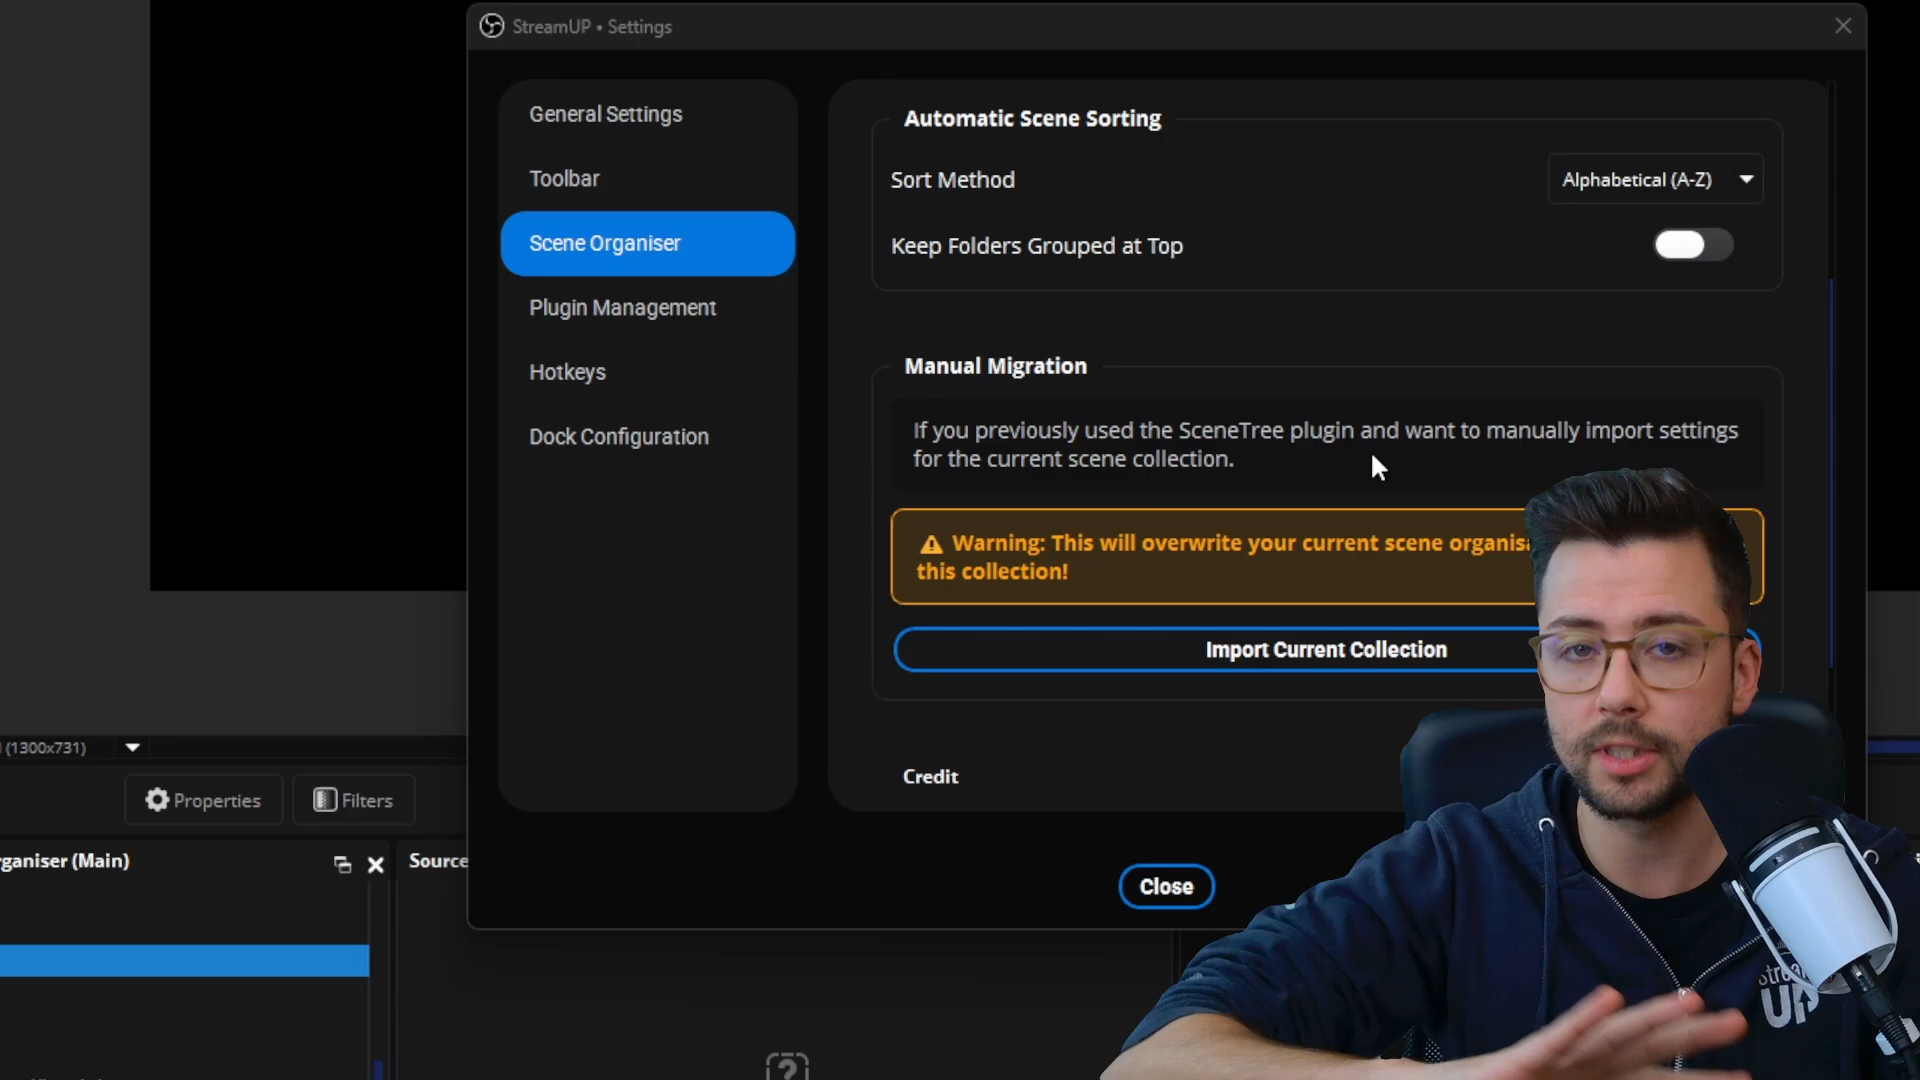 StreamUP • Settings
General Settings
Toolbar
Scene Organiser
Plugin Management
Hotkeys
Dock Configuration
Automatic Scene Sorting
Sort Method
Alphabetical (A-Z)
Keep Folders Grouped at Top
Manual Migration
If you previously used the SceneTree plugin and want to manually import settings
for the current scene collection.
Warning: This will overwrite your current scene
this collection!
Import Current Collection
Credit
Close
(1300x731)
Properties
Filters
(Main)
Source
UP